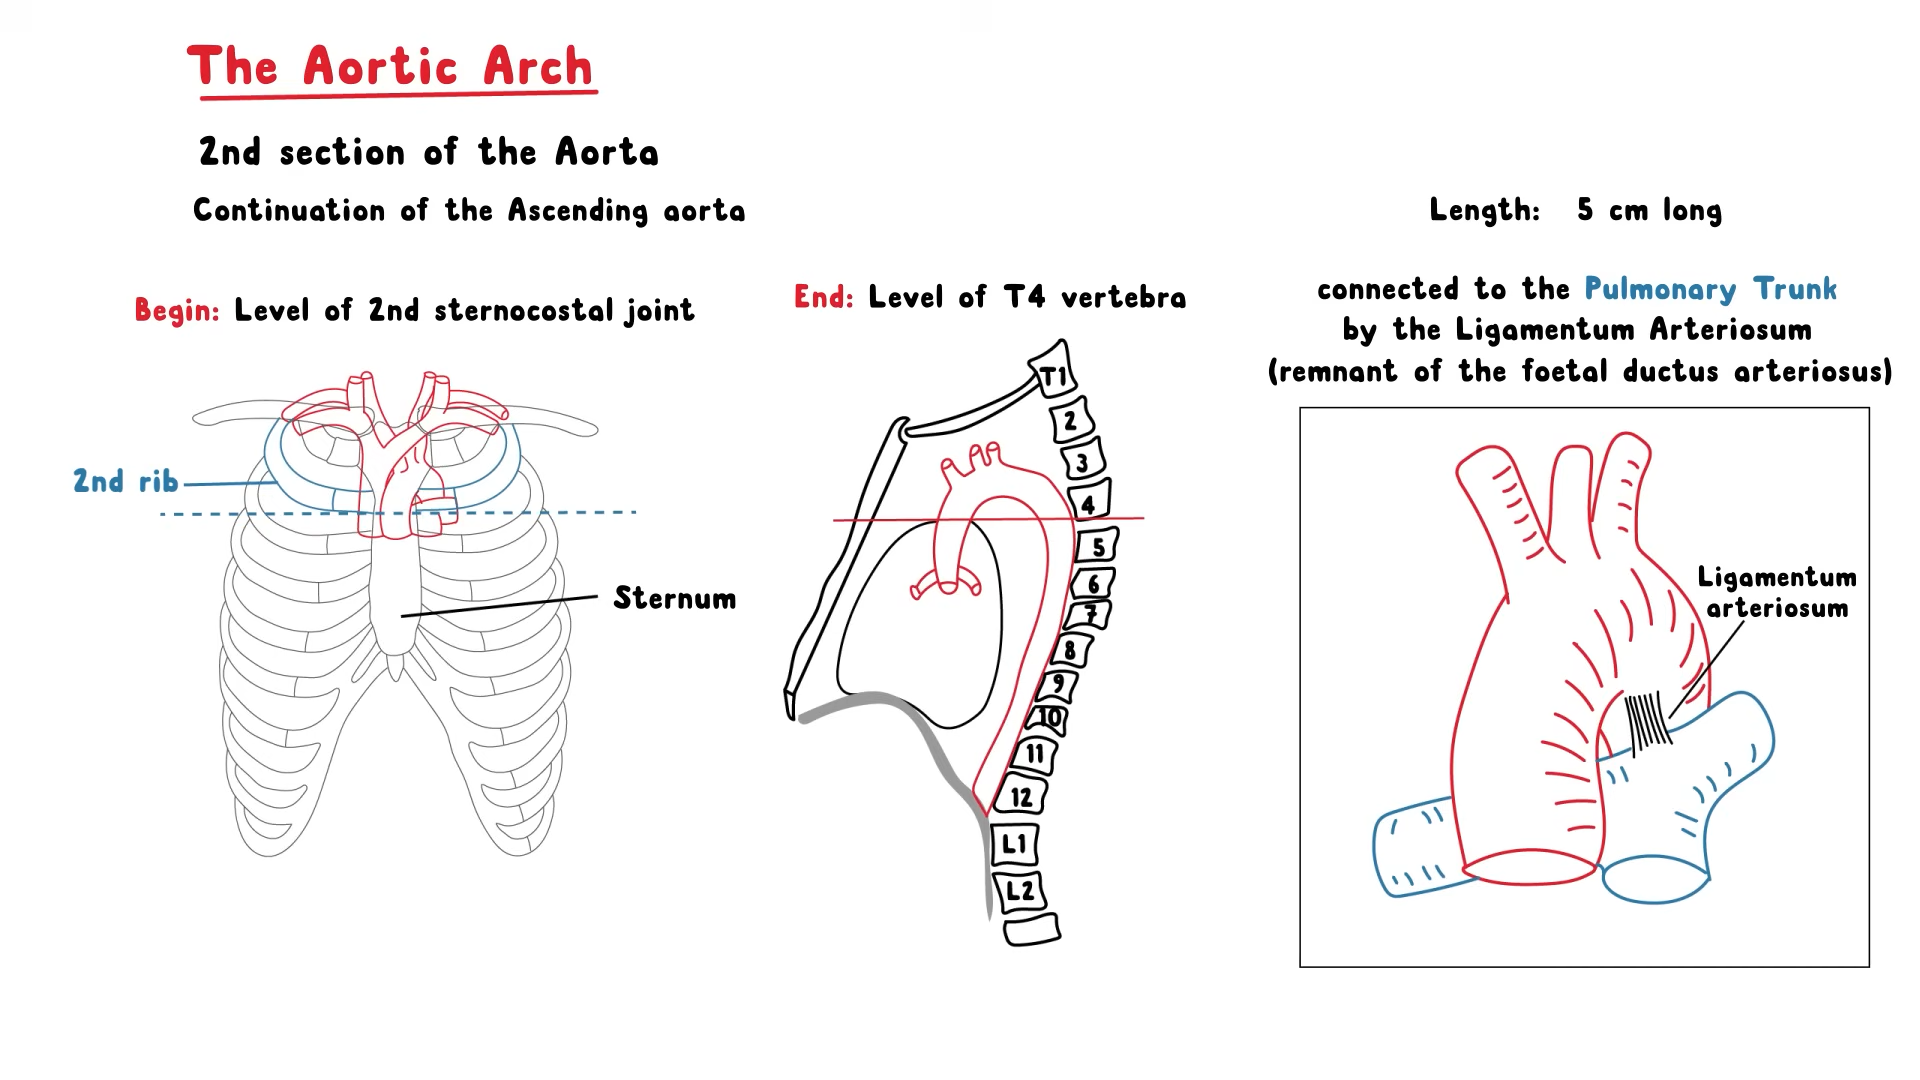 The Aortic Arch
2nd section of the Aorta
Continuation of the Ascending aorta
Begin: Level of 2nd sternocostal joint
2nd rib
Sternum
End: Level of T4 vertebra
T1
2
3
4
5
6
7
8
9
10
11
12
L1
L2
Length: 5 cm long
connected to the Pulmonary Trunk
by the Ligamentum Arteriosum
(remnant of the foetal ductus arteriosus)
Ligamentum
arteriosum